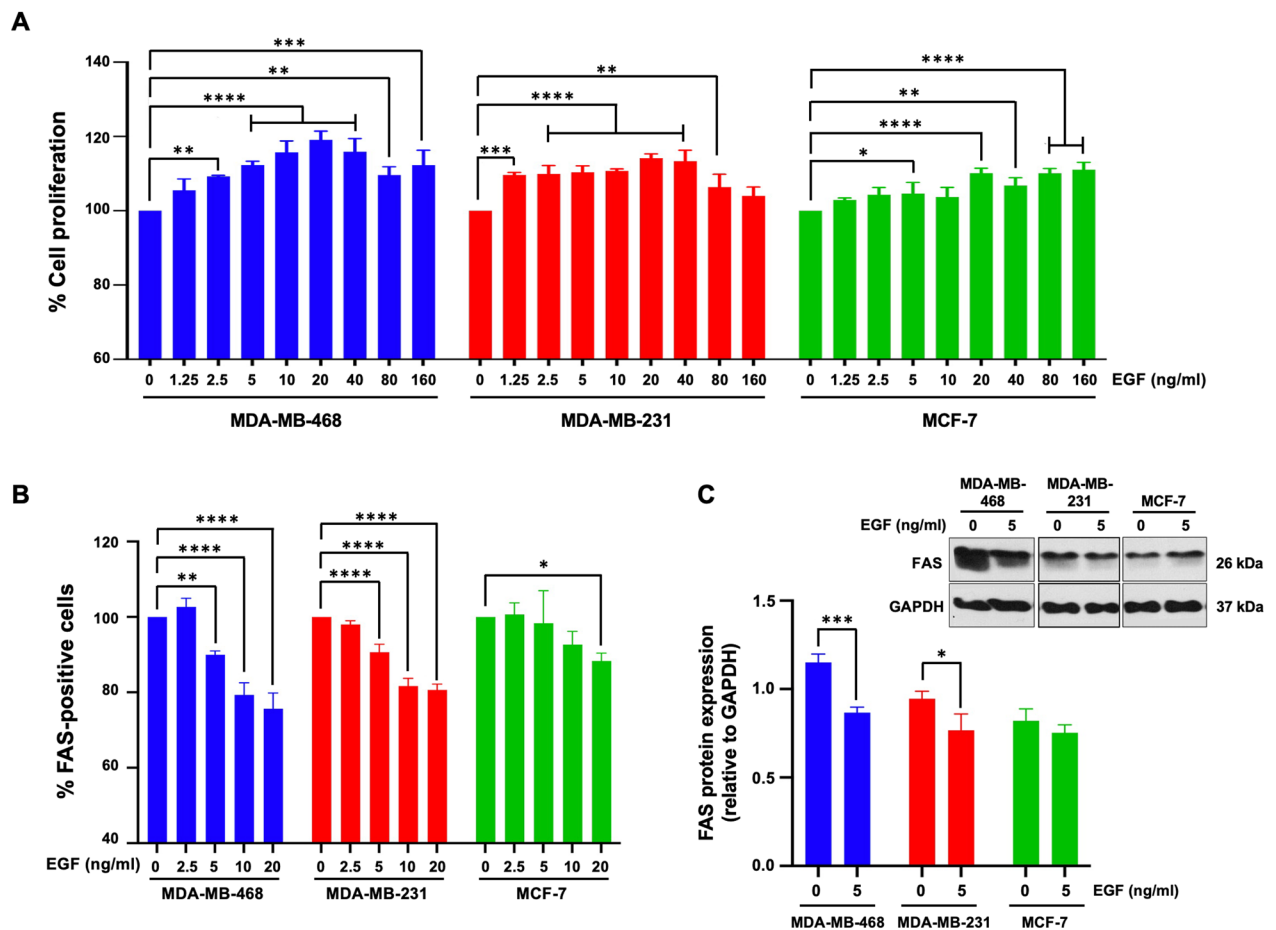 A
% Cell proliferation
140
120
100
80
60
***
**
****
**
**
****
***
****
**
****
*
0 1.25 2.5 5 10 20 40 80 160
0 1.25 2.5 5 10 20 40 80 160
0 1.25 2.5 5 10 20 40 80 160 EGF (ng/ml)
MDA-MB-468 MDA-MB-231 MCF-7
B
% FAS-positive cells
120
100
80
60
40
****
****
**
****
****
****
*
EGF (ng/ml) 0 2.5 5 10 20 0 2.5 5 10 20 0 2.5 5 10 20
MDA-MB-468 MDA-MB-231 MCF-7
C
MDA-MB-
468
MDA-MB-
231
MCF-7
EGF (ng/ml) 0 5 0 5 0 5
FAS 26 kDa
GAPDH 37 kDa
FAS protein expression
(relative to GAPDH)
1.5
1.0
0.5
0.0
***
*
0 5 0 5 0 5 EGF (ng/ml)
MDA-MB-468 MDA-MB-231 MCF-7